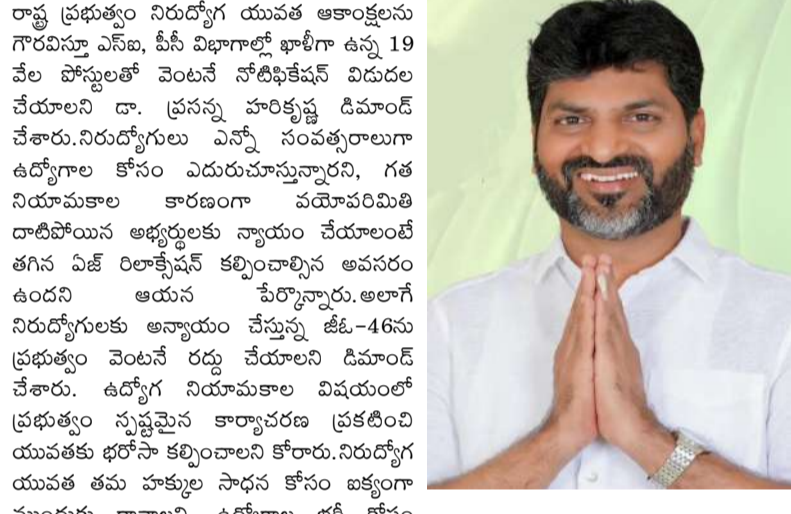 రాష్ట్ర ప్రభుత్వం నిరుద్యోగ యువత ఆకాంక్షలను
గౌరవిస్తూ ఎస్ఐ, పీసీ విభాగాల్లో ఖాళీగా ఉన్న 19
వేల పోస్టులతో వెంటనే నోటిఫికేషన్ విడుదల
చేయాలని డా. ప్రసన్న హరికృష్ణ డిమాండ్
చేశారు.నిరుద్యోగులు ఎన్నో సంవత్సరాలుగా
ఉద్యోగాల కోసం ఎదురుచూస్తున్నారని, గత
నియామకాల కారణంగా వయోపరిమితి
దాటిపోయిన అభ్యర్థులకు న్యాయం చేయాలంటే
తగిన ఏజ్ రిలాక్సేషన్ కల్పించాల్సిన అవసరం
ఉందని ఆయన పేర్కొన్నారు.అలాగే
నిరుద్యోగులకు అన్యాయం చేస్తున్న జీఓ-46ను
ప్రభుత్వం వెంటనే రద్దు చేయాలని డిమాండ్
చేశారు. ఉద్యోగ నియామకాల విషయంలో
ప్రభుత్వం స్పష్టమైన కార్యాచరణ ప్రకటించి
యువతకు భరోసా కల్పించాలని కోరారు.నిరుద్యోగ
యువత తమ హక్కుల సాధన కోసం ఐక్యంగా